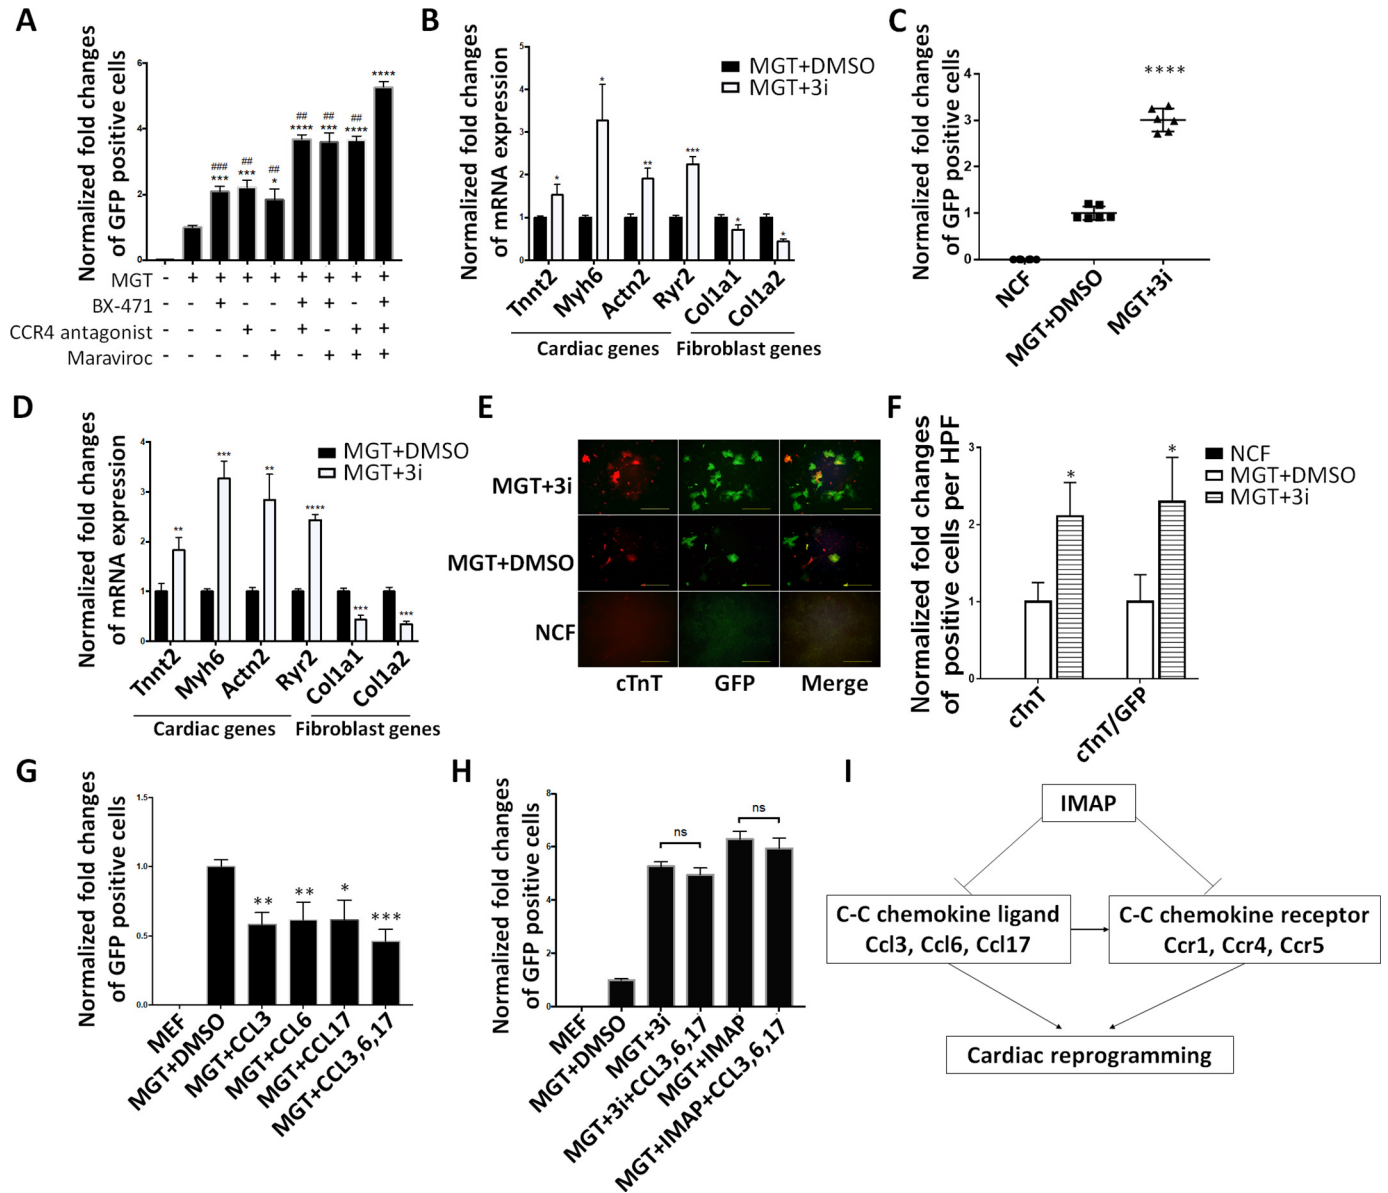 A
Normalized fold changes
of GFP positive cells
6
4
2
0
### *** ## *** ## * ## **** ## *** ## **** ****
MGT - + + + + + + + +
BX-471 - - + - - + + - +
CCR4 antagonist - - - + - + - + +
Maraviroc - - - - + - + + +
B
Normalized fold changes
of mRNA expression
5
4
3
2
1
0
MGT+DMSO
MGT+3i
* * ** *** * *
Tnnt2 Myh6 Actn2 Ryr2 Col1a1 Col1a2
Cardiac genes Fibroblast genes
C
Normalized fold changes
of GFP positive cells
4
3
2
1
0
****
NCF MGT+DMSO MGT+3i
D
Normalized fold changes
of mRNA expression
4
3
2
1
0
MGT+DMSO
MGT+3i
** *** ** **** *** ***
Tnnt2 Myh6 Actn2 Ryr2 Col1a1 Col1a2
Cardiac genes Fibroblast genes
E
MGT+3i
MGT+DMSO
NCF
cTnT GFP Merge
F
Normalized fold changes
of positive cells per HPF
3
2
1
0
NCF
MGT+DMSO
MGT+3i
* *
cTnT cTnT/GFP
G
Normalized fold changes
of GFP positive cells
1.5
1.0
0.5
0.0
** ** * ***
MEF MGT+DMSO MGT+CCL3 MGT+CCL6 MGT+CCL17 MGT+CCL3,6,17
H
Normalized fold changes
of GFP positive cells
8
6
4
2
0
ns ns
MEF MGT+DMSO MGT+3i MGT+3i+CCL3,6,17 MGT+IMAP MGT+IMAP+CCL3,6,17
I
IMAP
C-C chemokine ligand
Ccl3, Ccl6, Ccl17
C-C chemokine receptor
Ccr1, Ccr4, Ccr5
Cardiac reprogramming